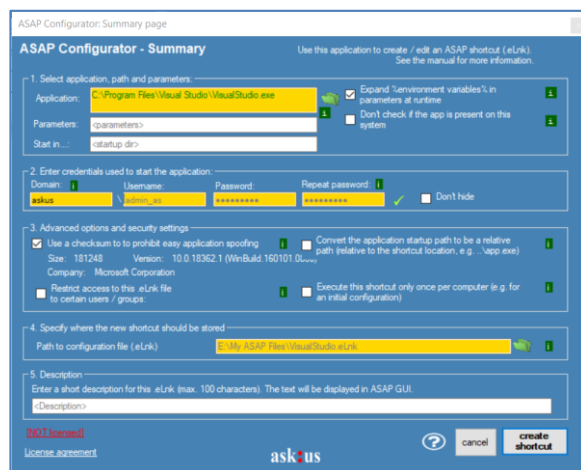 ASAP Configurator: Summary page
ASAP Configurator - Summary
Use this application to create / edit an ASAP shortcut (.eLnk).
See the manual for more information.
1. Select application, path and parameters:
Application:
C:\Program Files\Visual Studio\VisualStudio.exe
Expand %environment variables% in
parameters at runtime
i
i
Parameters:
<parameters>
Don't check if the app is present on this
system
i
Start in...:
<startup dir>
2. Enter credentials used to start the application:
Domain:
i
Username:
Password:
Repeat password:
i
askus
\
admin_as
*********
*********
Don't hide
3. Advanced options and security settings
Use a checksum to to prohibit easy application spoofing
i
Convert the application startup path to be a relative
path (relative to the shortcut location, e.g. ..\app.exe)
i
Size: 181248
Version: 10.0.18362.1 (WinBuild.160101.0
Company: Microsoft Corporation
Restrict access to this .eLnk file
to certain users / groups:
i
Execute this shortcut only once per computer (e.g. for
an initial configuration)
i
4. Specify where the new shortcut should be stored
Path to configuration file (.eLnk)
E:\My ASAP Files\VisualStudio.eLnk
i
5. Description
Enter a short description for this .eLnk (max. 100 characters). The text will be displayed in ASAP GUI.
<Description>
[NOT licensed]
License agreement
ask:us
?
cancel
create
shortcut